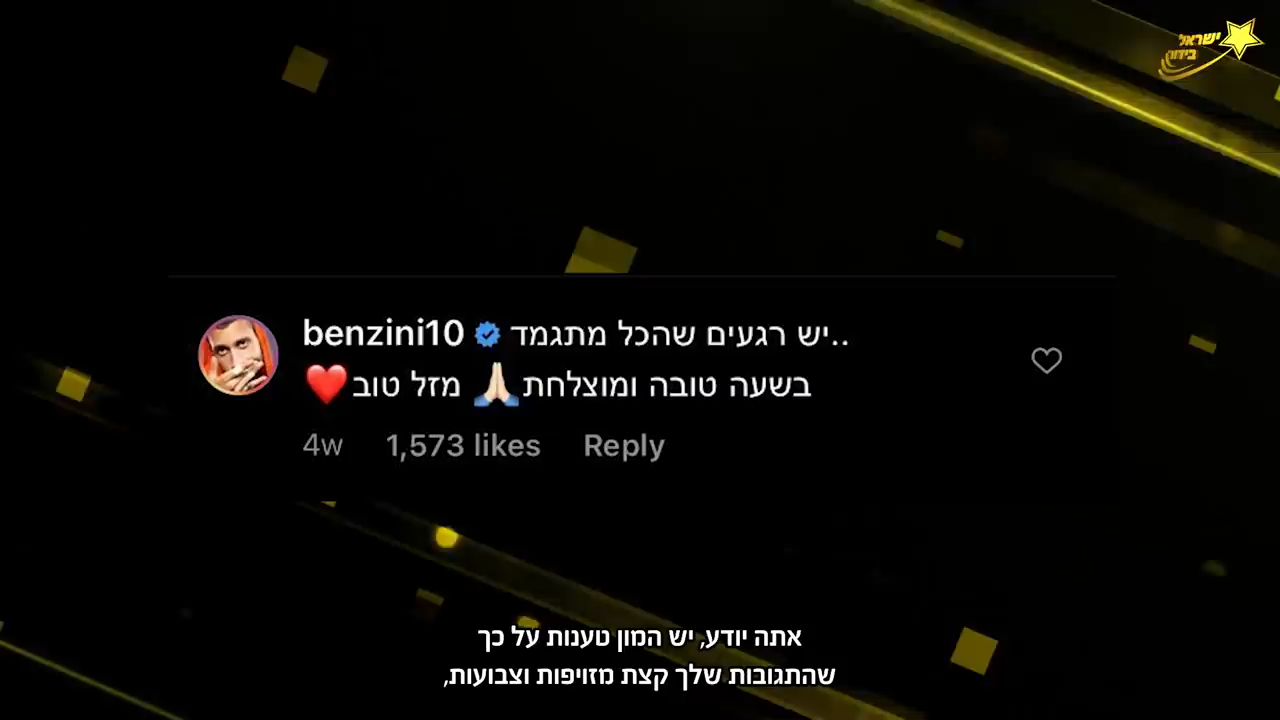 ישראל
בידור
benzini10 יש רגעים שהכל מתגמד..
בשעה טובה ומוצלחת🙏🏻 מזל טוב❤️
4w 1,573 likes Reply
אתה יודע, יש המון טענות על כך
שהתגובות שלך קצת מזויפות וצבועות,